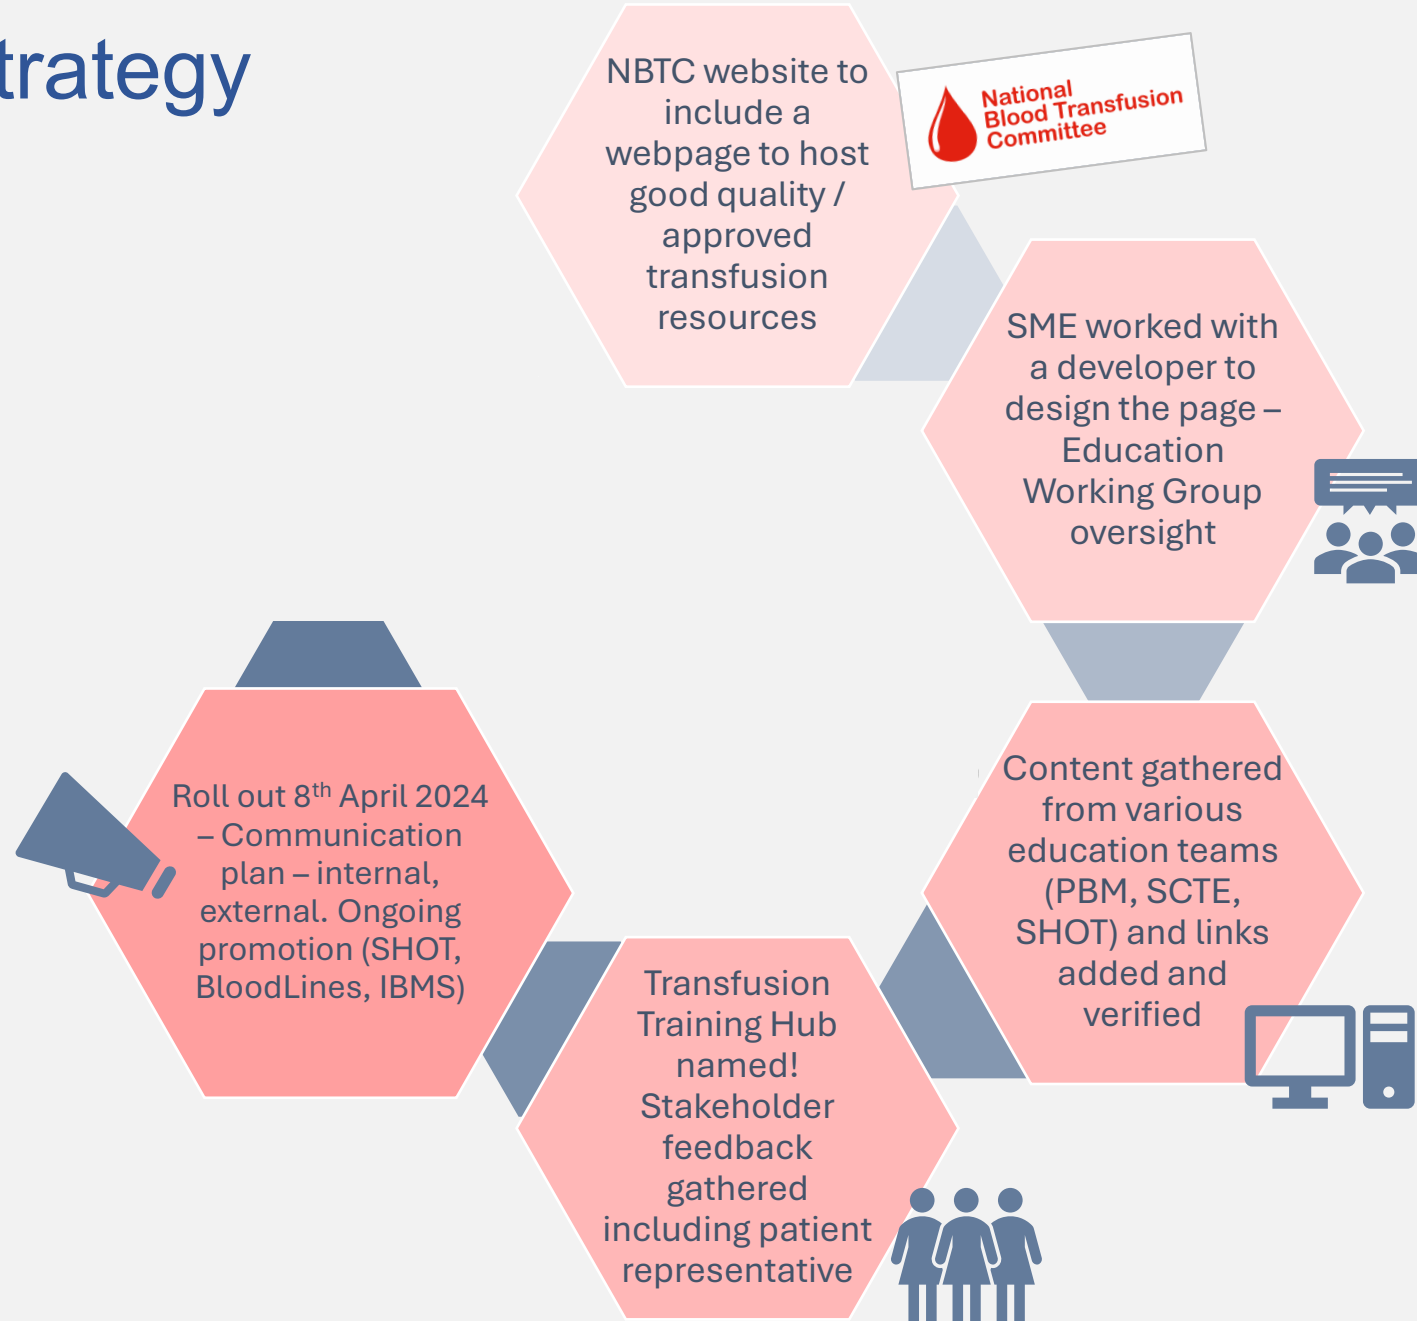 trategy
NBTC website to
include a
webpage to host
good quality /
approved
transfusion
resources
National
Blood Transfusion
Committee
SME worked with
a developer to
design the page –
Education
Working Group
oversight
Content gathered
from various
education teams
(PBM, SCTE,
SHOT) and links
added and
verified
Transfusion
Training Hub
named!
Stakeholder
feedback
gathered
including patient
representative
Roll out 8th April 2024
– Communication
plan – internal,
external. Ongoing
promotion (SHOT,
BloodLines, IBMS)